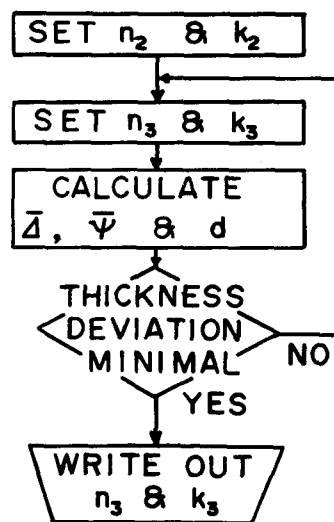 SET n₂ & k₂
SET n₃ & k₃
CALCULATE
Δ̄, Ψ̄ & d
THICKNESS
DEVIATION
MINIMAL
NO
YES
WRITE OUT
n₃ & k₃